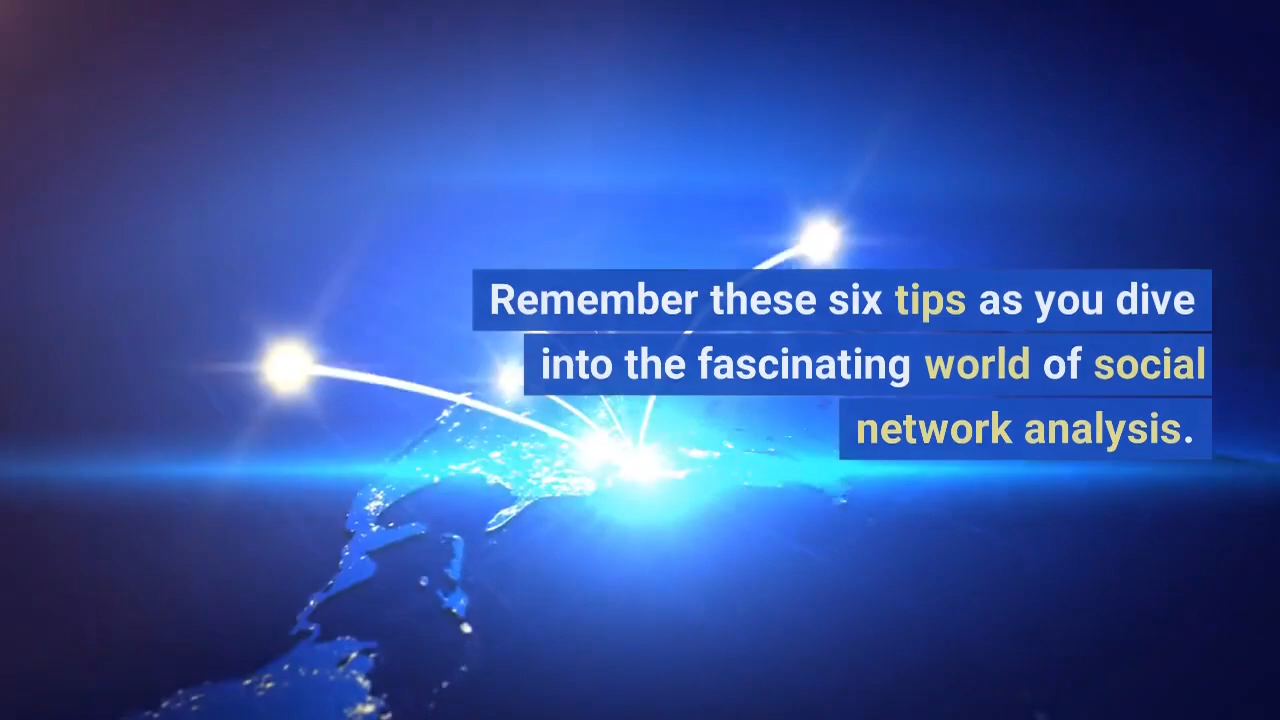 Remember these six tips as you dive
into the fascinating world of social
network analysis.